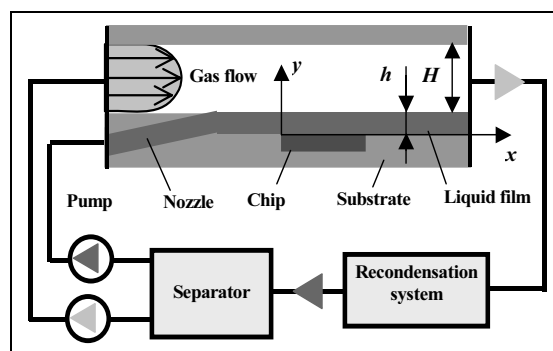 Gas flow
y
h
H
x
Pump
Nozzle
Chip
Substrate
Liquid film
Separator
Recondensation
system